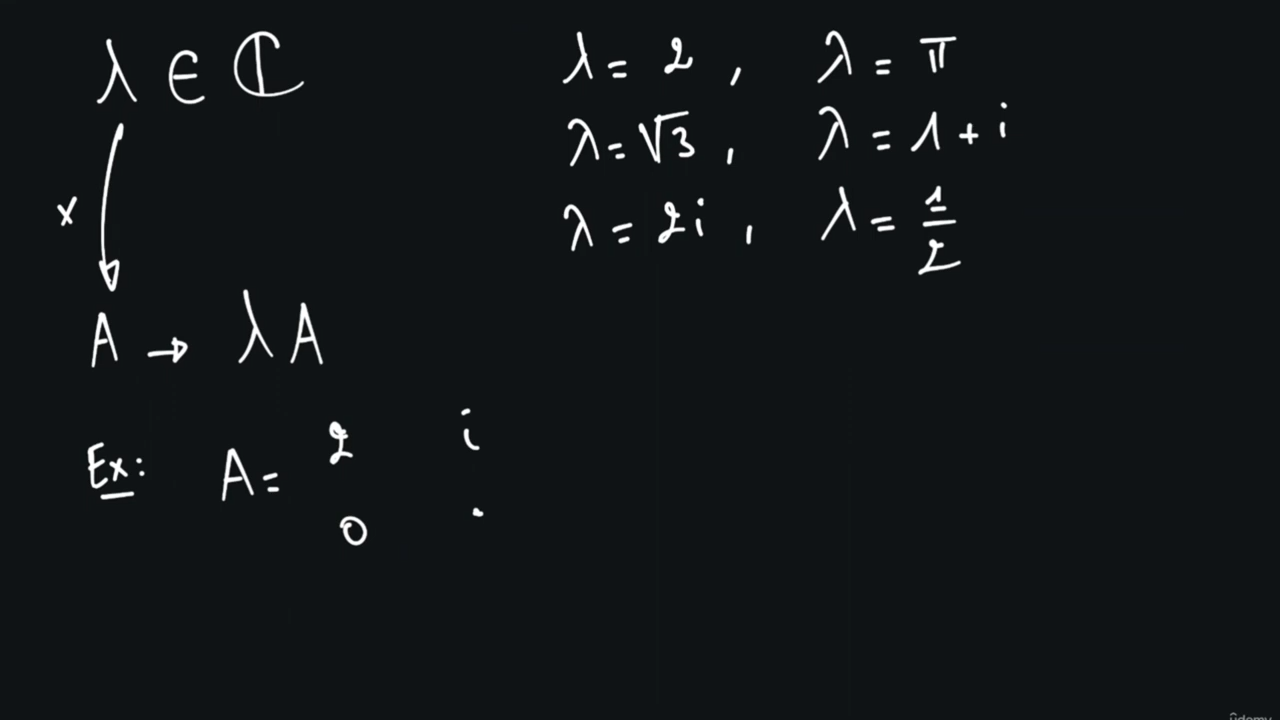 λ ∈ ℂ
λ = 2 , λ = π
λ = √3 , λ = 1 + i
λ = 2i , λ = 1/2
x
A → λA
Ex: A = 2 i
0 .